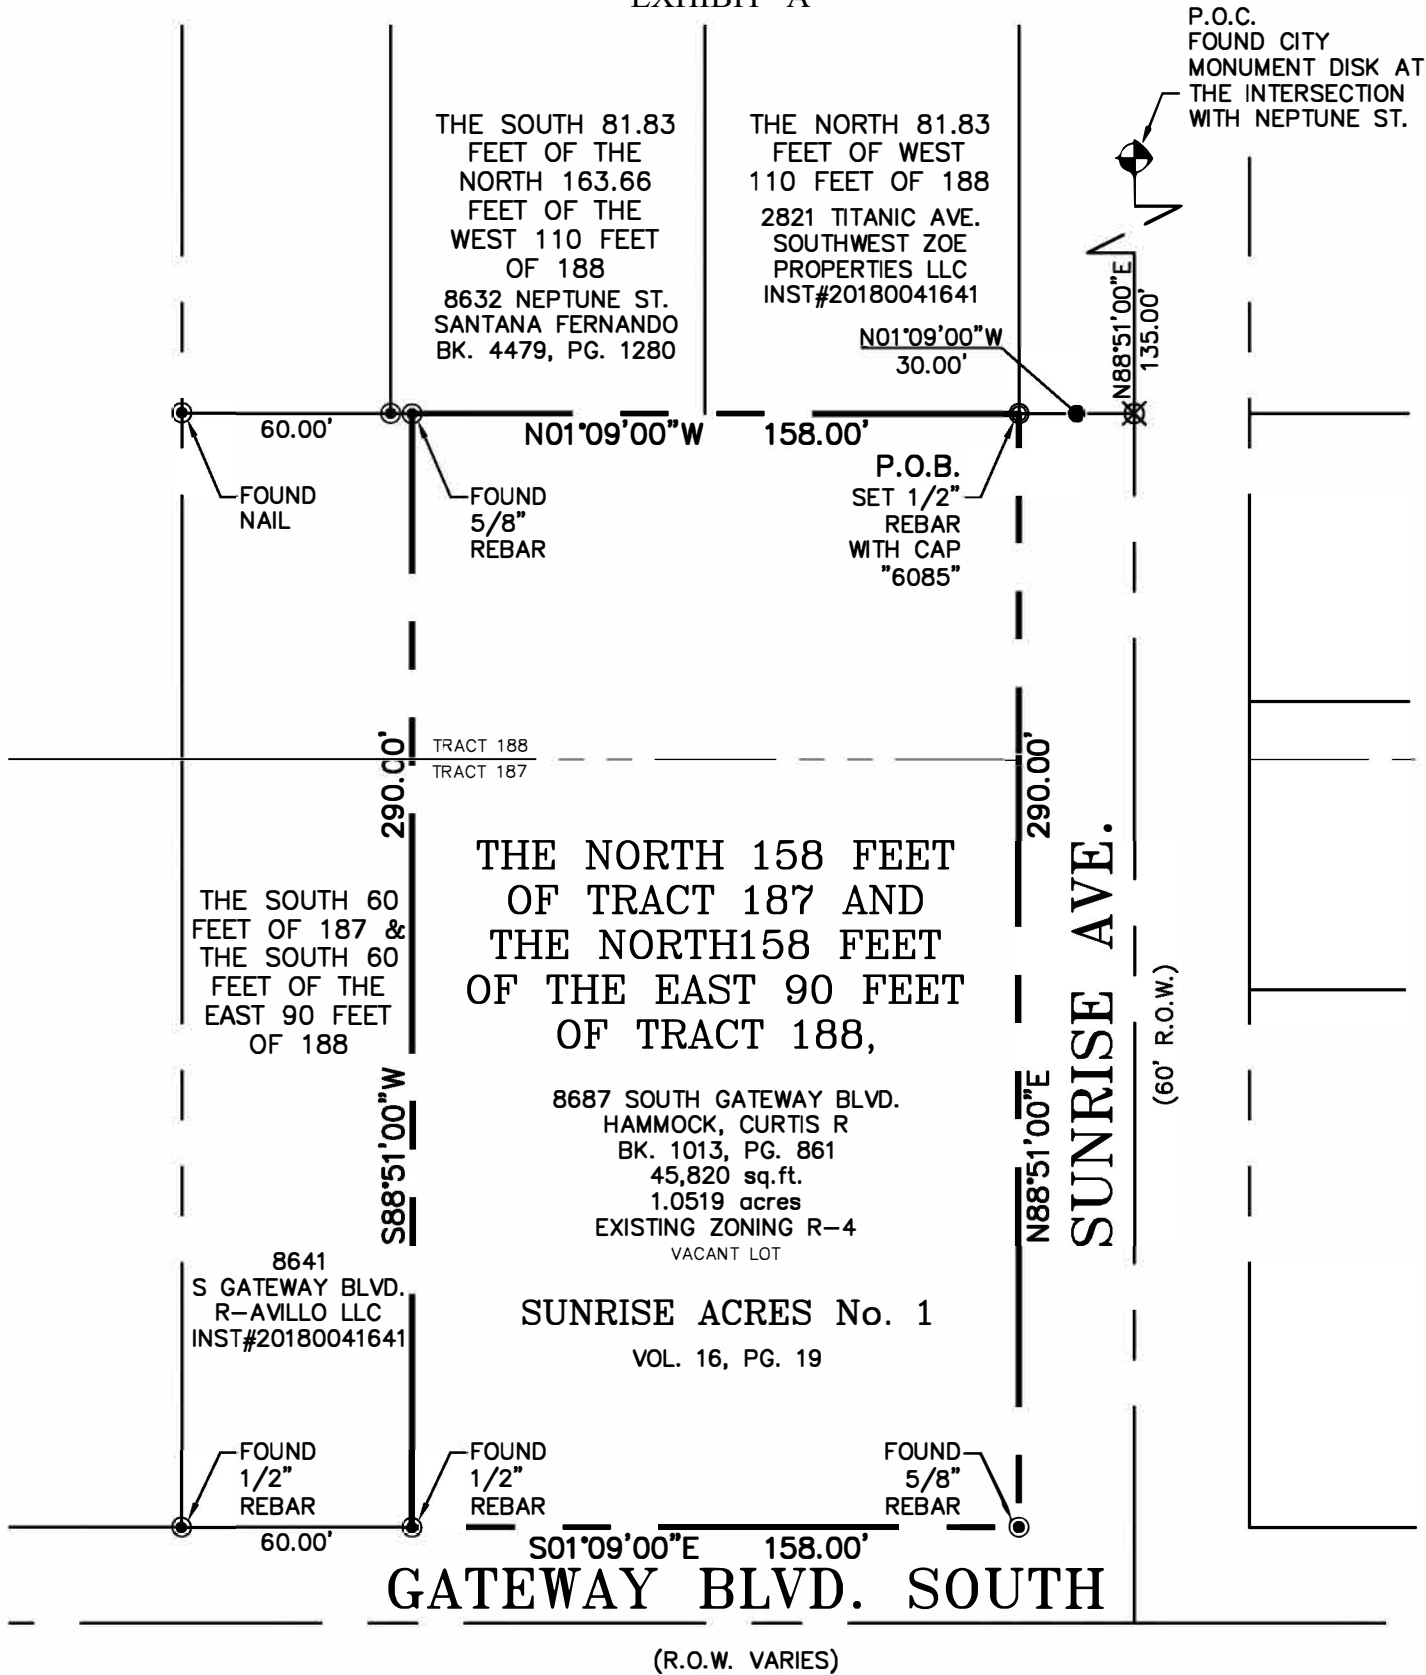 EXHIBIT "A"
P.O.C.
FOUND CITY
MONUMENT DISK AT
THE INTERSECTION
WITH NEPTUNE ST.
THE SOUTH 81.83
FEET OF THE
NORTH 163.66
FEET OF THE
WEST 110 FEET
OF 188
8632 NEPTUNE ST.
SANTANA FERNANDO
BK. 4479, PG. 1280
THE NORTH 81.83
FEET OF WEST
110 FEET OF 188
2821 TITANIC AVE.
SOUTHWEST ZOE
PROPERTIES LLC
INST#20180041641
N01°09'00"W
30.00'
N88°51'00"E
135.00'
60.00'
N01°09'00"W 158.00'
FOUND
NAIL
FOUND
5/8"
REBAR
P.O.B.
SET 1/2"
REBAR
WITH CAP
"6085"
TRACT 188
TRACT 187
290.00'
290.00'
THE NORTH 158 FEET
OF TRACT 187 AND
THE NORTH158 FEET
OF THE EAST 90 FEET
OF TRACT 188,
THE SOUTH 60
FEET OF 187 &
THE SOUTH 60
FEET OF THE
EAST 90 FEET
OF 188
8687 SOUTH GATEWAY BLVD.
HAMMOCK, CURTIS R
BK. 1013, PG. 861
45,820 sq.ft.
1.0519 acres
EXISTING ZONING R-4
VACANT LOT
S88°51'00"W
N88°51'00"E
SUNRISE AVE.
(60' R.O.W.)
8641
S GATEWAY BLVD.
R-AVILLO LLC
INST#20180041641
SUNRISE ACRES No. 1
VOL. 16, PG. 19
FOUND
1/2"
REBAR
FOUND
1/2"
REBAR
FOUND
5/8"
REBAR
60.00'
S01°09'00"E 158.00'
GATEWAY BLVD. SOUTH
(R.O.W. VARIES)